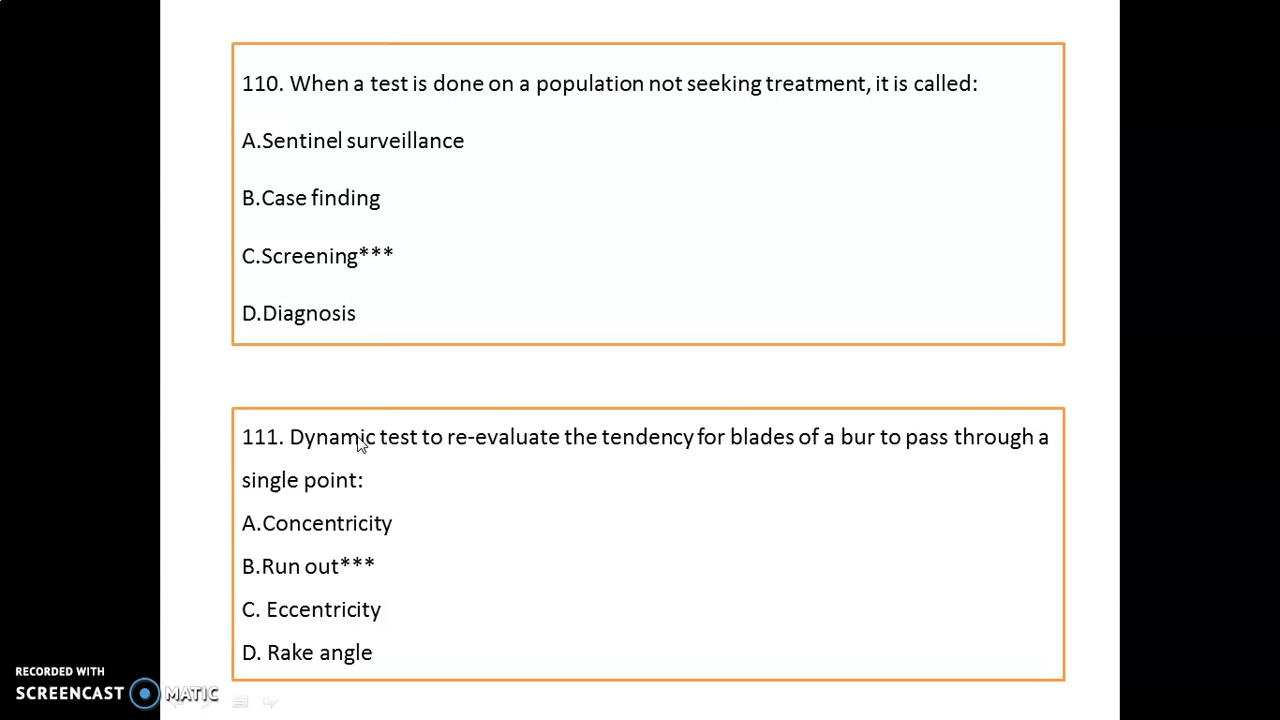 110. When a test is done on a population not seeking treatment, it is called:
A.Sentinel surveillance
B.Case finding
C.Screening***
D.Diagnosis
111. Dynamic test to re-evaluate the tendency for blades of a bur to pass through a
single point:
A.Concentricity
B.Run out***
C. Eccentricity
D. Rake angle
RECORDED WITH
SCREENCAST MATIC